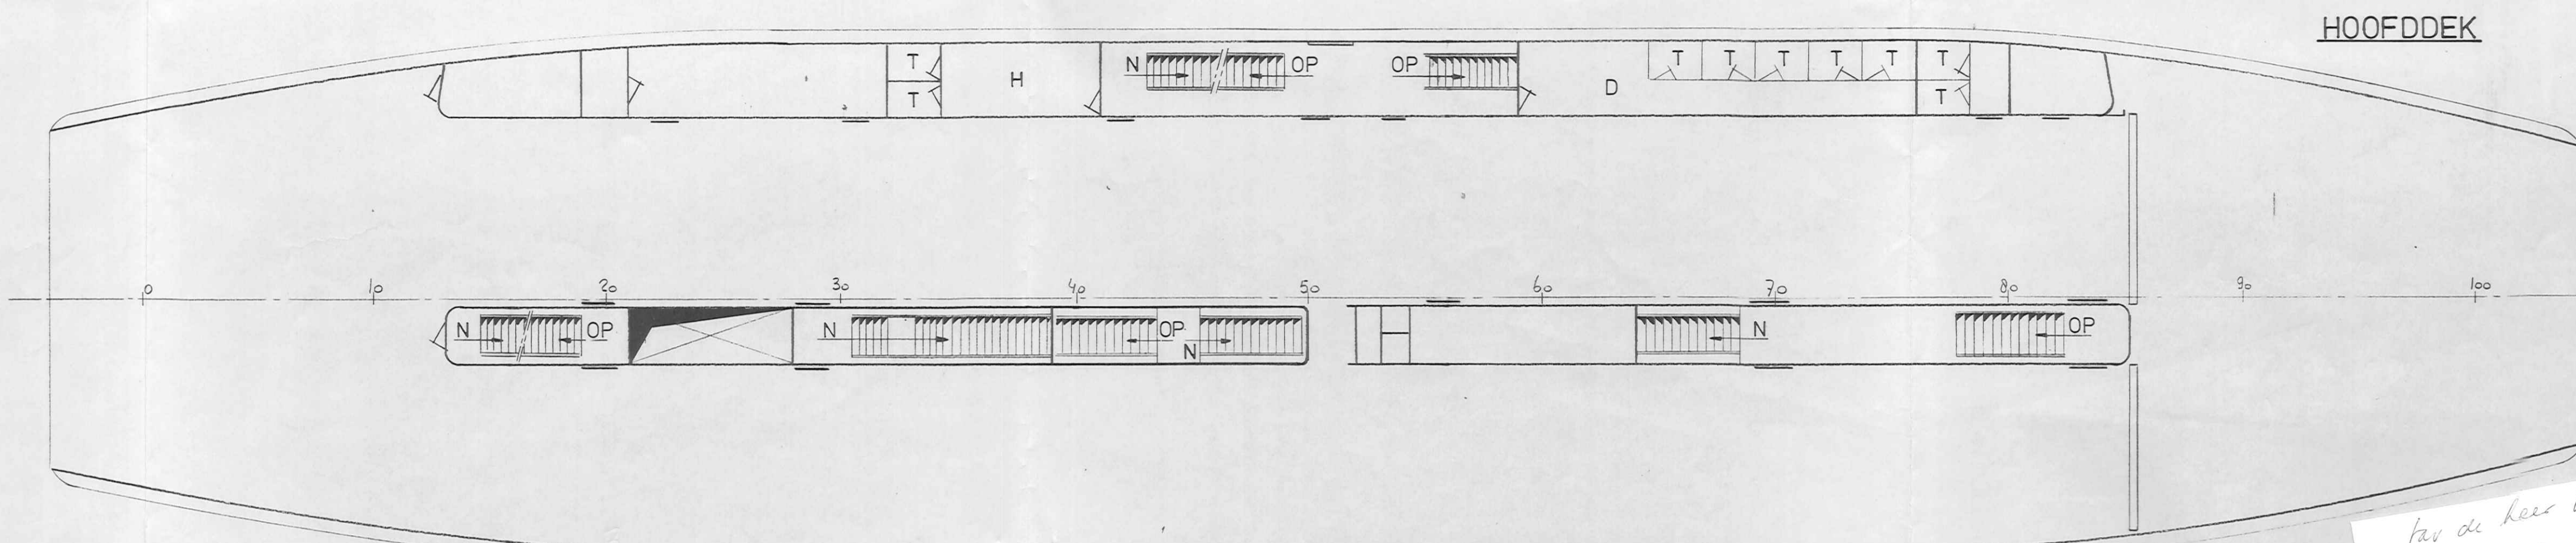 HOOFDDEK
T T T T T T T
N OP OP
H D
T T
0 10 20 30 40 50 60 70 80 90 100
N OP N OP N N OP
tav de heer